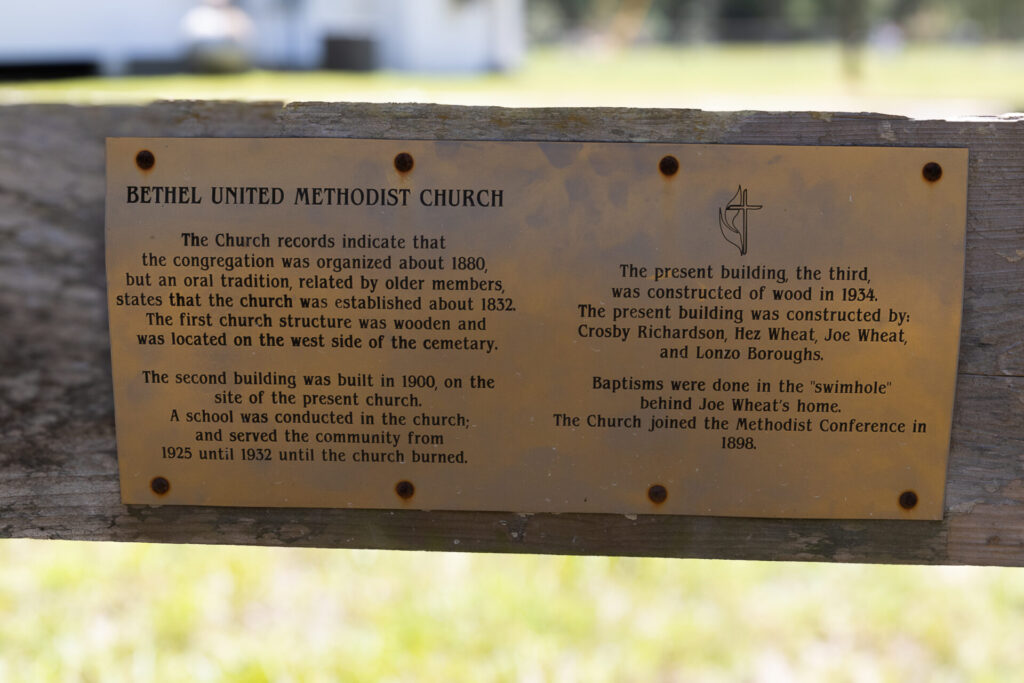 BETHEL UNITED METHODIST CHURCH
The Church records indicate that
the congregation was organized about 1880,
but an oral tradition, related by older members,
states that the church was established about 1832.
The first church structure was wooden and
was located on the west side of the cemetary.
The second building was built in 1900, on the
site of the present church.
A school was conducted in the church;
and served the community from
1925 until 1932 until the church burned.
The present building, the third,
was constructed of wood in 1934.
The present building was constructed by:
Crosby Richardson, Hez Wheat, Joe Wheat,
and Lonzo Boroughs.
Baptisms were done in the "swimhole"
behind Joe Wheat's home.
The Church joined the Methodist Conference in
1898.